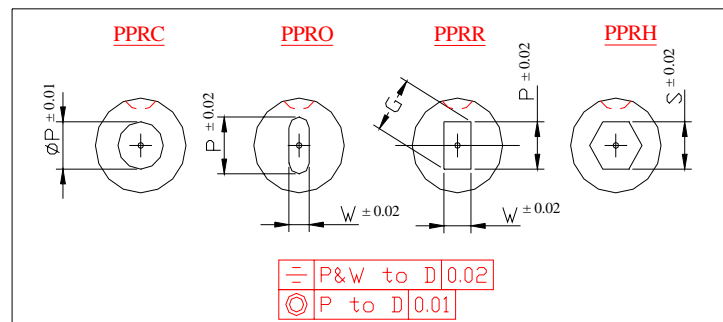 PPRC PPRO PPRR PPRH
ØP ± 0.01
P ± 0.02
W ± 0.02
G
P ± 0.02
W ± 0.02
S ± 0.02
P&W to D 0.02
P to D 0.01